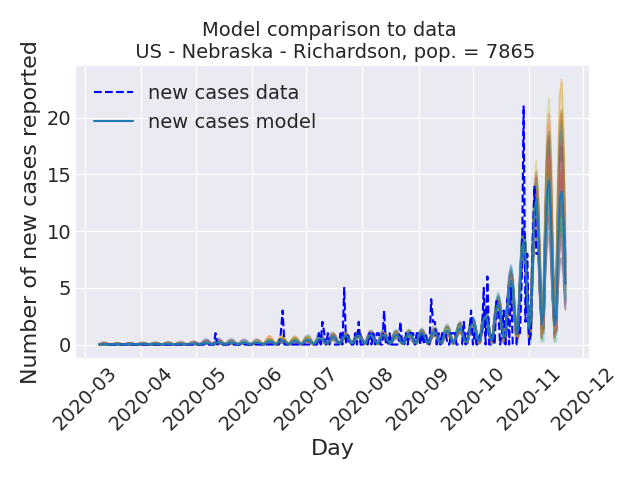 Model comparison to data
US - Nebraska - Richardson, pop. = 7865
Number of new cases reported
new cases data
new cases model
20
15
10
5
0
2020-03
2020-04
2020-05
2020-06
2020-07
2020-08
2020-09
2020-10
2020-11
2020-12
Day